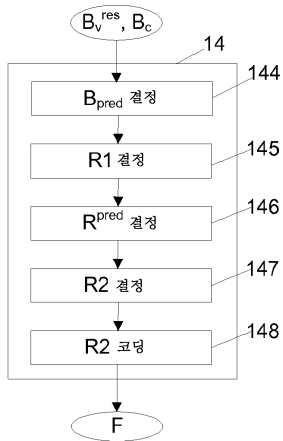 B_v^res, B_c
14
B_pred 결정
144
R1 결정
145
R^pred 결정
146
R2 결정
147
R2 코딩
148
F